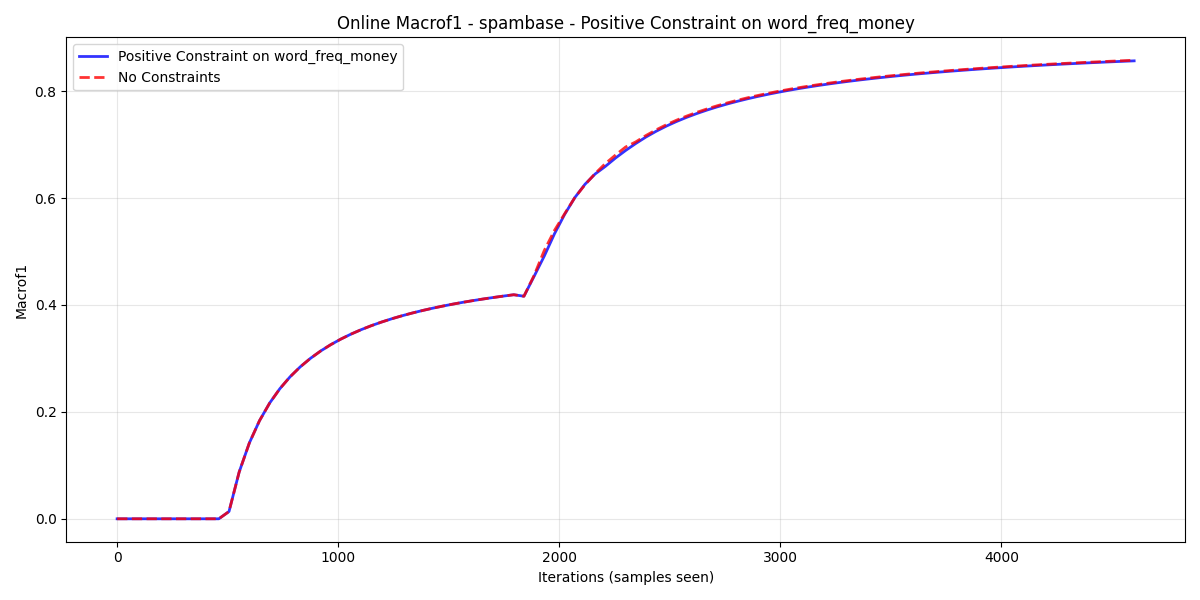 Online Macrof1 - spambase - Positive Constraint on word_freq_money
Positive Constraint on word_freq_money
No Constraints
Macrof1
0.8
0.6
0.4
0.2
0.0
0 1000 2000 3000 4000
Iterations (samples seen)